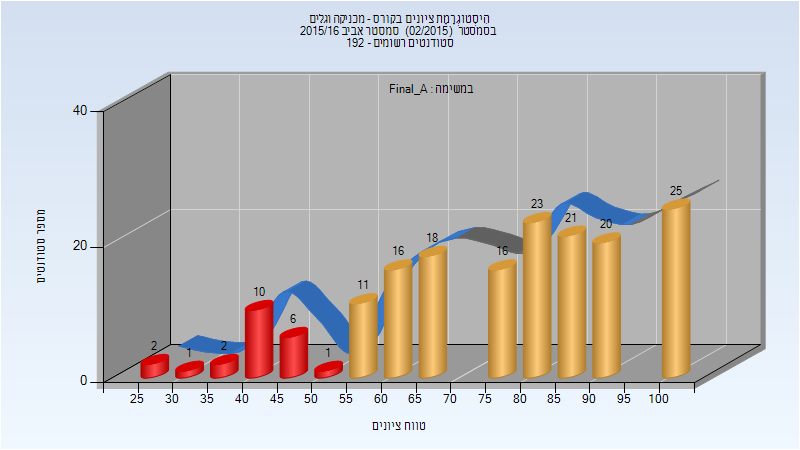 הִיסְטוֹגְרָמַת ציונים בקורס - מכניקה וגלים
בסמסטר (02/2015) סמסטר אביב 2015/16
סטודנטים רשומים - 192
במשימה : Final_A
40
20
0
מספר סטודנטים
2 1 2 10 6 1 11 16 18 16 23 21 20 25
25 30 35 40 45 50 55 60 65 70 75 80 85 90 95 100
טווח ציונים